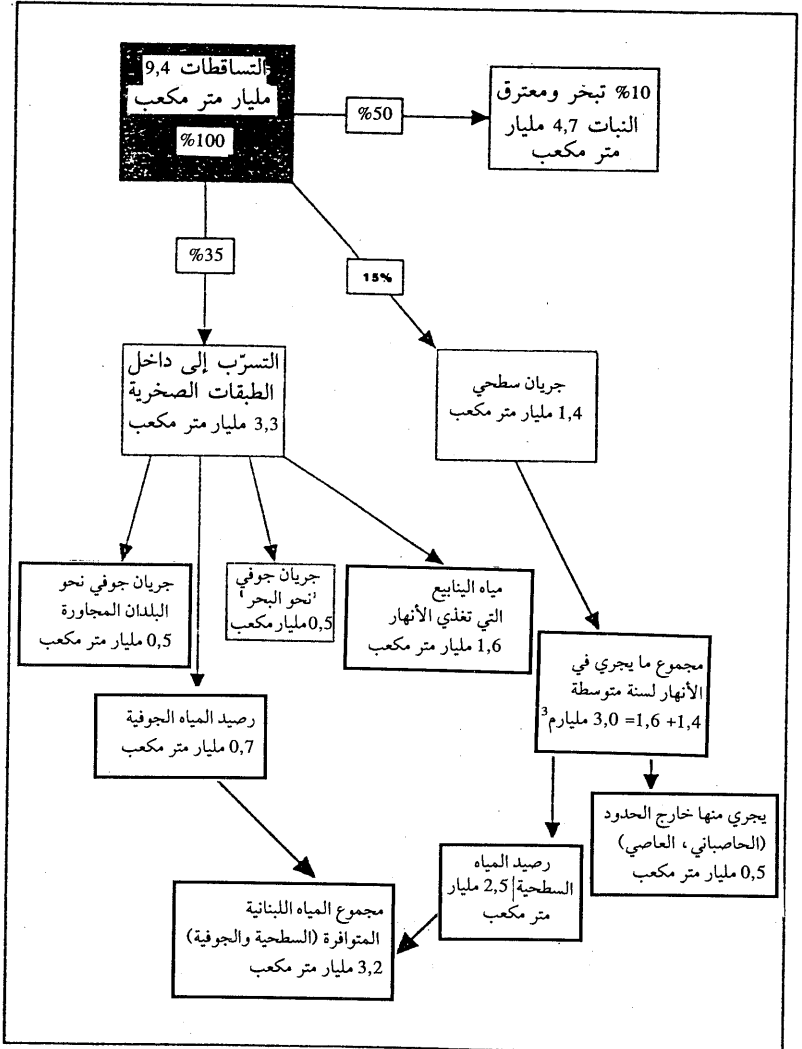 التساقطات 9,4
مليار متر مكعب
%100
%50
%10 تبخر ومعترق
النبات 4,7 مليار
متر مكعب
%35
15%
التسرّب إلى داخل
الطبقات الصخرية
3,3 مليار متر مكعب
جريان سطحي
1,4 مليار متر مكعب
جريان جوفي نحو
البلدان المجاورة
0,5 مليار متر مكعب
جريان جوفي
نحو البحر
0,5 مليار مكعب
مياه الينابيع
التي تغذي الأنهار
1,6 مليار متر مكعب
مجموع ما يجري في
الأنهار لسنة متوسطة
1,4+ 1,6= 3,0 مليارم³
رصيد المياه الجوفية
0,7 مليار متر مكعب
يجري منها خارج الحدود
(الحاصباني، العاصي)
0,5 مليار متر مكعب
رصيد المياه
السطحية 2,5 مليار
متر مكعب
مجموع المياه اللبنانية
المتوافرة (السطحية والجوفية)
3,2 مليار متر مكعب